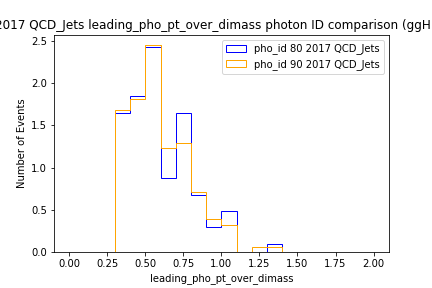 2017 QCD_Jets leading_pho_pt_over_dimass photon ID comparison (ggH
pho_id 80 2017 QCD_Jets
pho_id 90 2017 QCD_Jets
Number of Events
2.5
2.0
1.5
1.0
0.5
0.0
0.00 0.25 0.50 0.75 1.00 1.25 1.50 1.75 2.00
leading_pho_pt_over_dimass